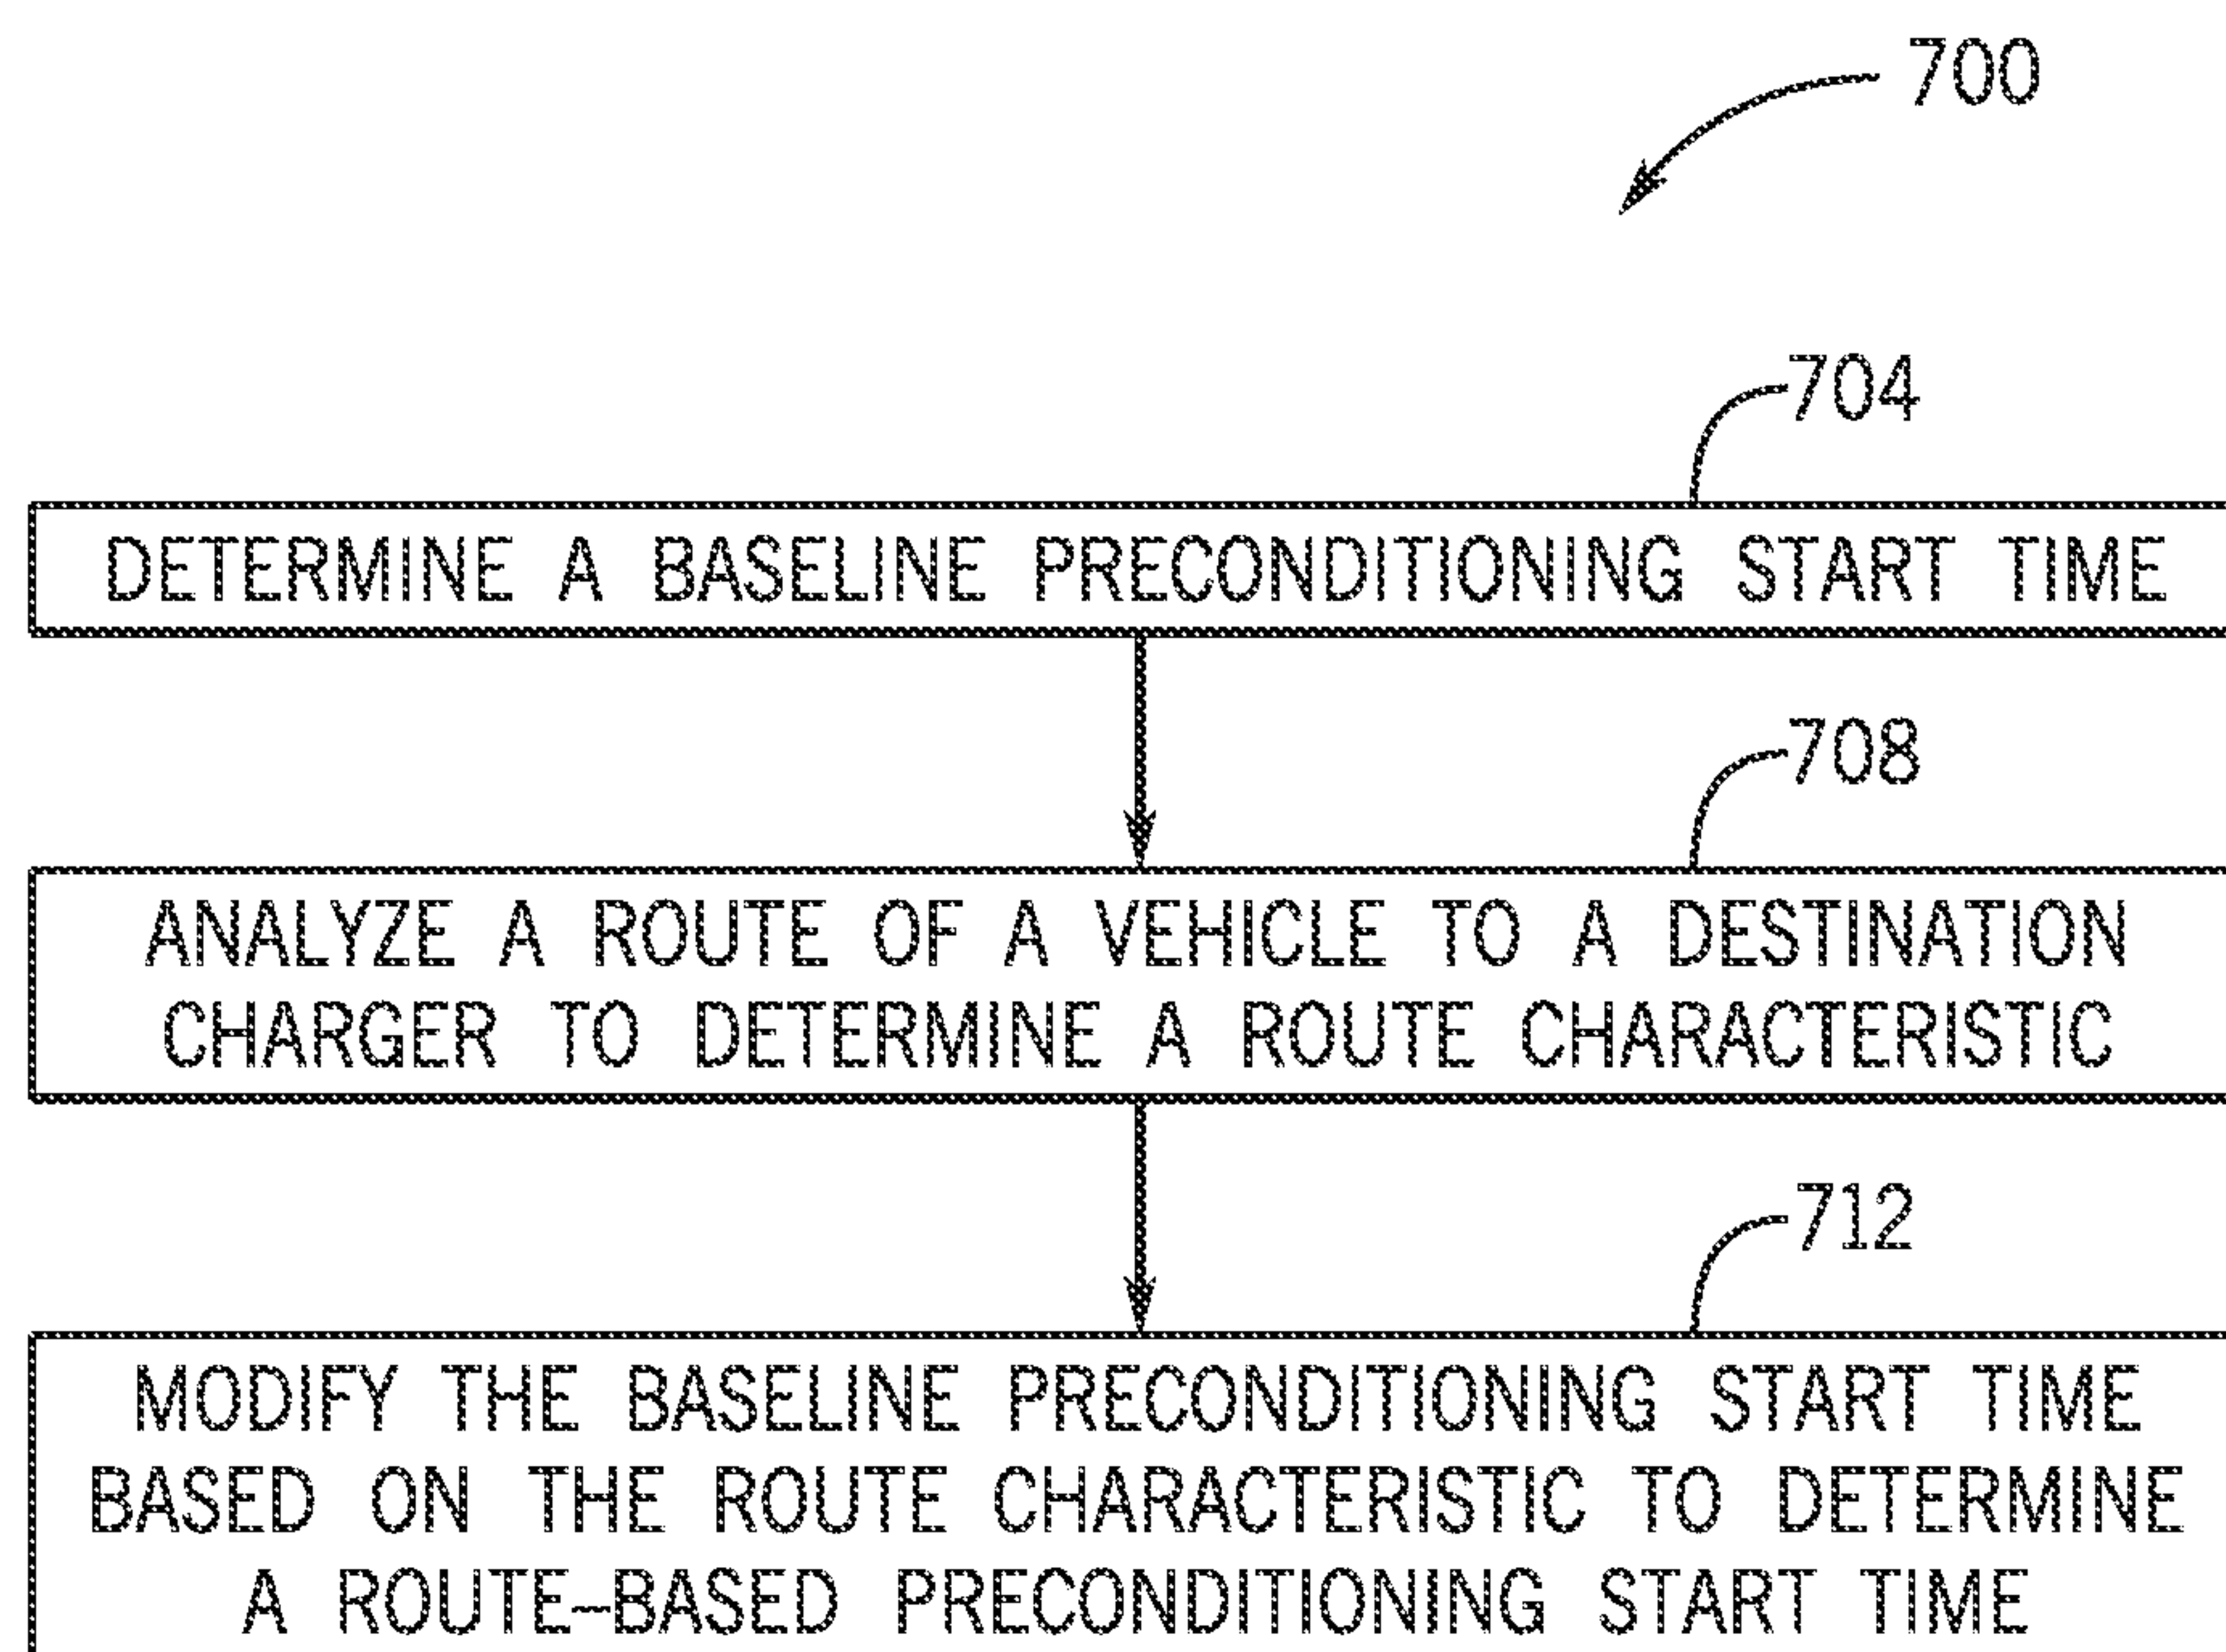 700
704
DETERMINE A BASELINE PRECONDITIONING START TIME
708
ANALYZE A ROUTE OF A VEHICLE TO A DESTINATION
CHARGER TO DETERMINE A ROUTE CHARACTERISTIC
712
MODIFY THE BASELINE PRECONDITIONING START TIME
BASED ON THE ROUTE CHARACTERISTIC TO DETERMINE
A ROUTE-BASED PRECONDITIONING START TIME